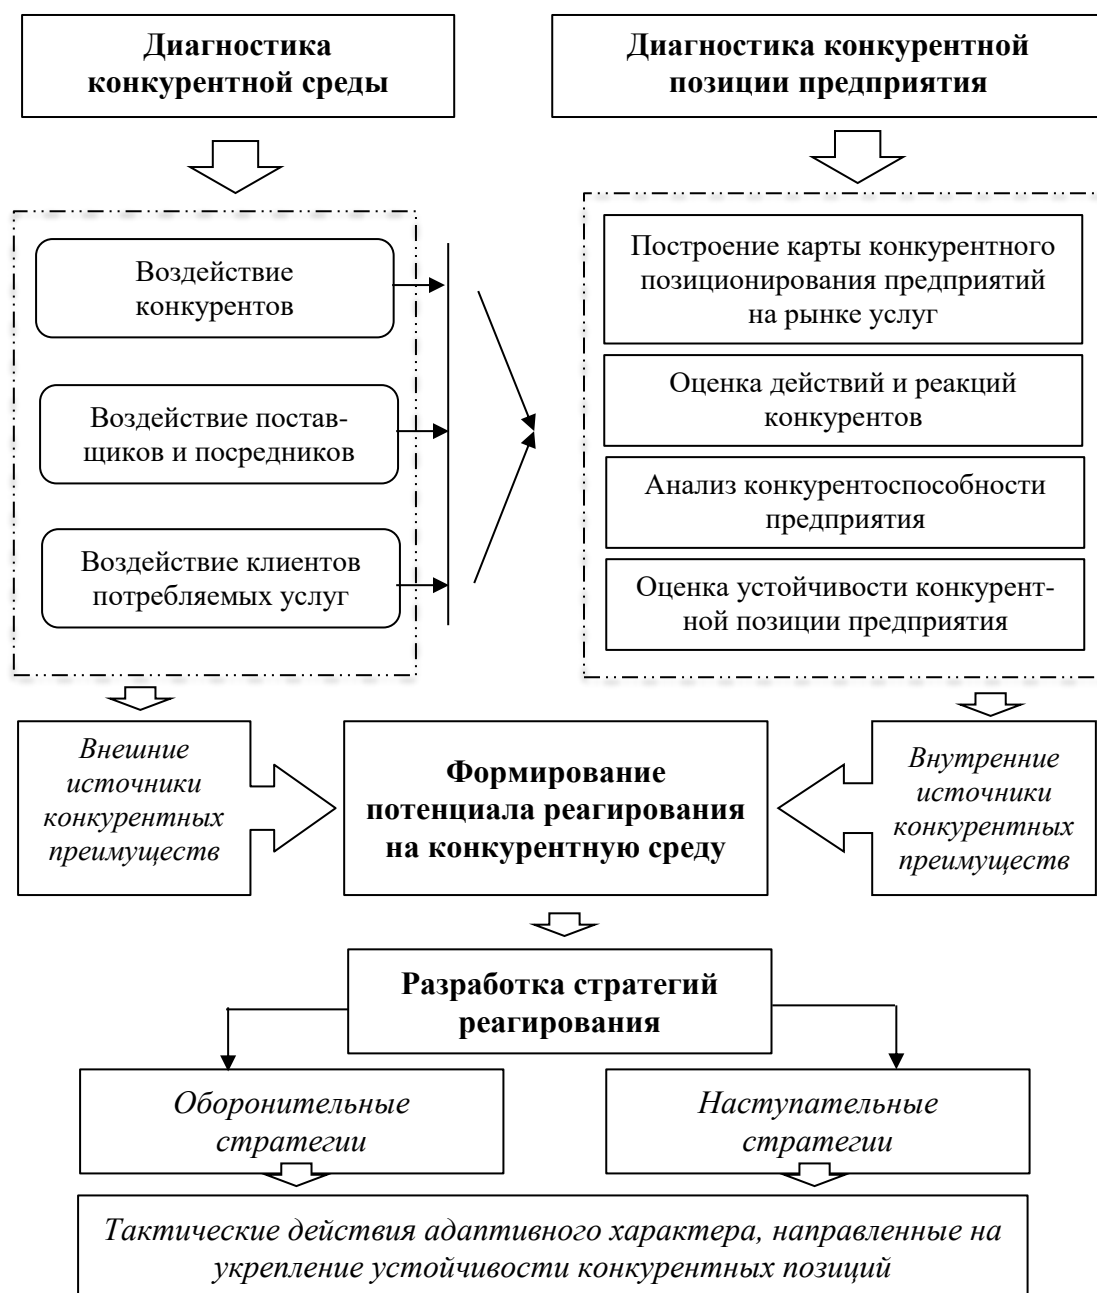 Диагностика
конкурентной среды
Диагностика конкурентной
позиции предприятия
Воздействие
конкурентов
Воздействие постав-
щиков и посредников
Воздействие клиентов
потребляемых услуг
Построение карты конкурентного
позиционирования предприятий
на рынке услуг
Оценка действий и реакций
конкурентов
Анализ конкурентоспособности
предприятия
Оценка устойчивости конкурент-
ной позиции предприятия
Внешние
источники
конкурентных
преимуществ
Формирование
потенциала реагирования
на конкурентную среду
Внутренние
источники
конкурентных
преимуществ
Разработка стратегий
реагирования
Оборонительные
стратегии
Наступательные
стратегии
Тактические действия адаптивного характера, направленные на
укрепление устойчивости конкурентных позиций